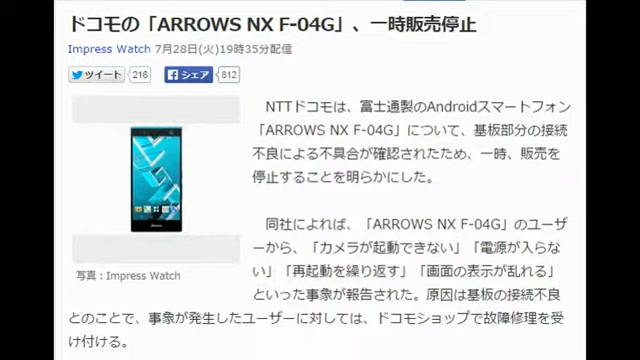 ドコモの「ARROWS NX F-04G」、一時販売停止
Impress Watch 7月28日(火)19時35分配信
ツイート 216 シェア 812
NTTドコモは、富士通製のAndroidスマートフォン
「ARROWS NX F-04G」について、基板部分の接続
不良による不具合が確認されたため、一時、販売を
停止することを明らかにした。
同社によれば、「ARROWS NX F-04G」のユーザ
ーから、「カメラが起動できない」「電源が入らな
い」「再起動を繰り返す」「画面の表示が乱れる」
写真：Impress Watch
といった事象が報告された。原因は基板の接続不良
とのことで、事象が発生したユーザーに対しては、ドコモショップで故障修理を受
け付ける。